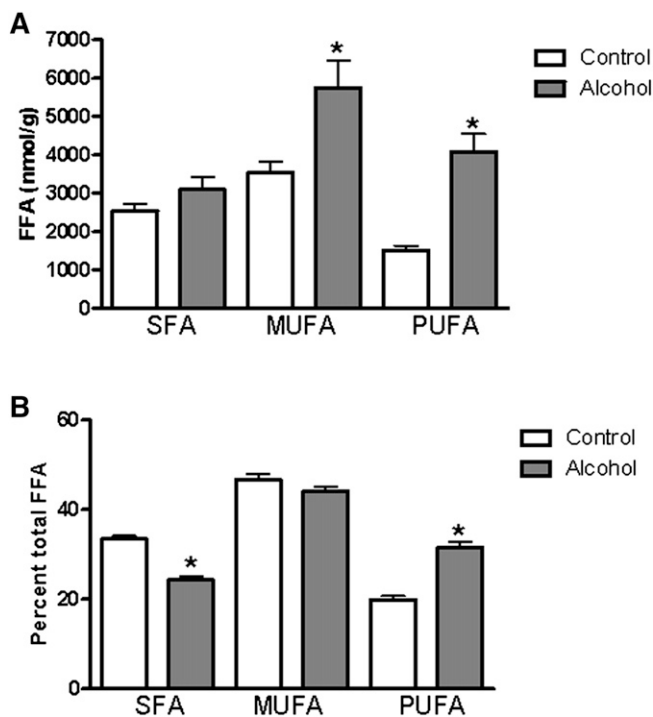 A
7000
6000
5000
4000
3000
2000
1000
0
FFA (nmol/g)
*
*
SFA MUFA PUFA
Control
Alcohol
B
60
40
20
0
Percent total FFA
*
*
SFA MUFA PUFA
Control
Alcohol